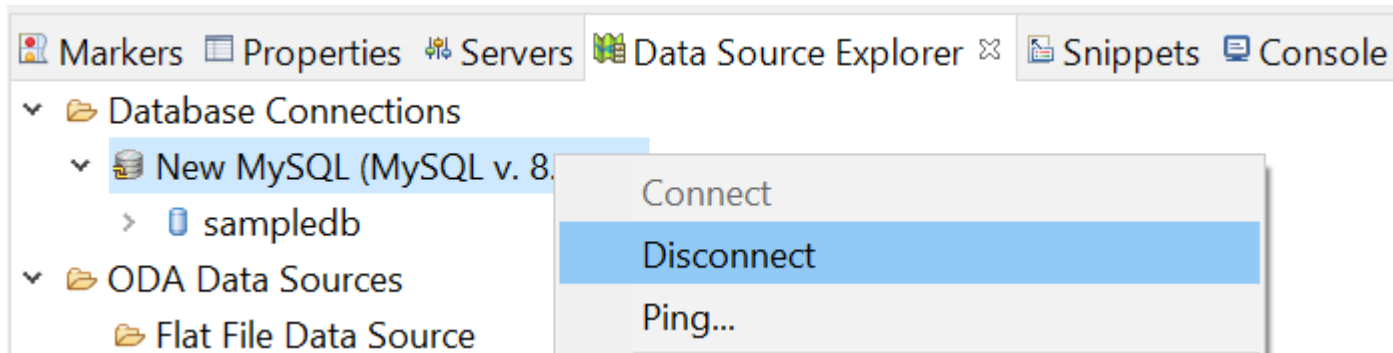 Markers Properties Servers Data Source Explorer Snippets Console
Database Connections
New MySQL (MySQL v. 8.
Connect
sampledb
Disconnect
ODA Data Sources
Ping...
Flat File Data Source